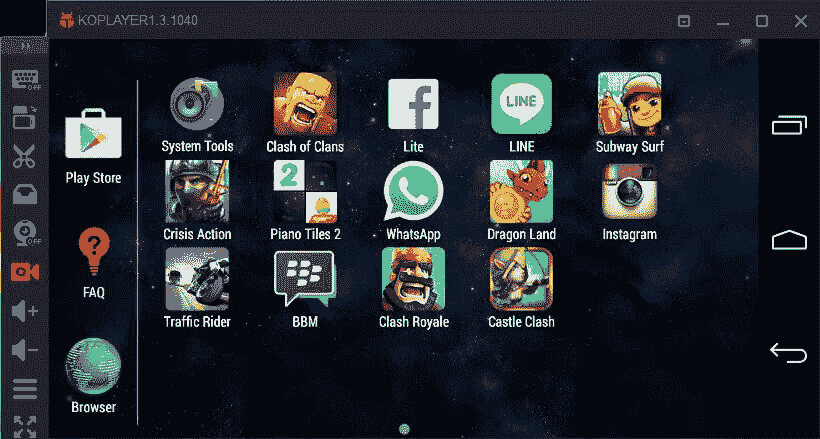 KOPLAYER1.3.1040
OFF
System Tools
Clash of Clans
Lite
LINE
LINE
Subway Surf
Play Store
Crisis Action
2
Piano Tiles 2
WhatsApp
Dragon Land
Instagram
OFF
FAQ
Traffic Rider
BBM
Clash Royale
Castle Clash
Browser